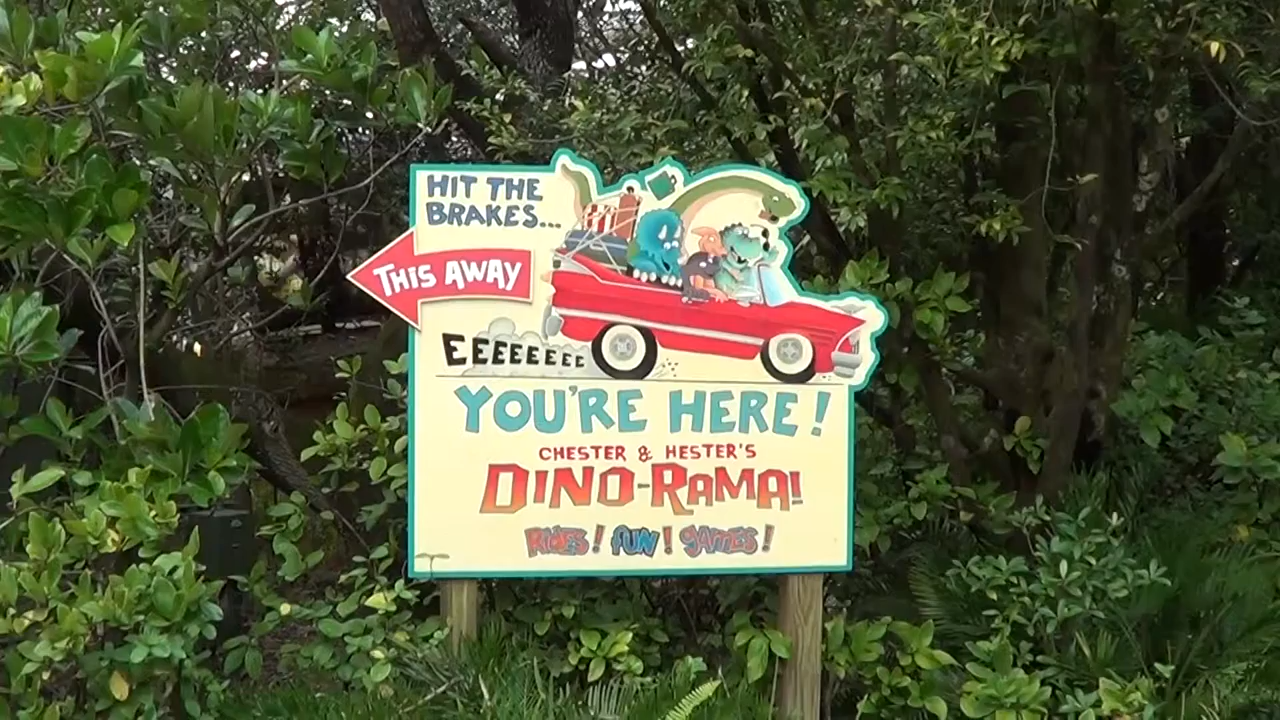 HIT THE
BRAKES...
THIS AWAY
EEEEEEEE
YOU'RE HERE!
CHESTER & HESTER'S
DINO-RAMA!
RIDES! FUN! GAMES!